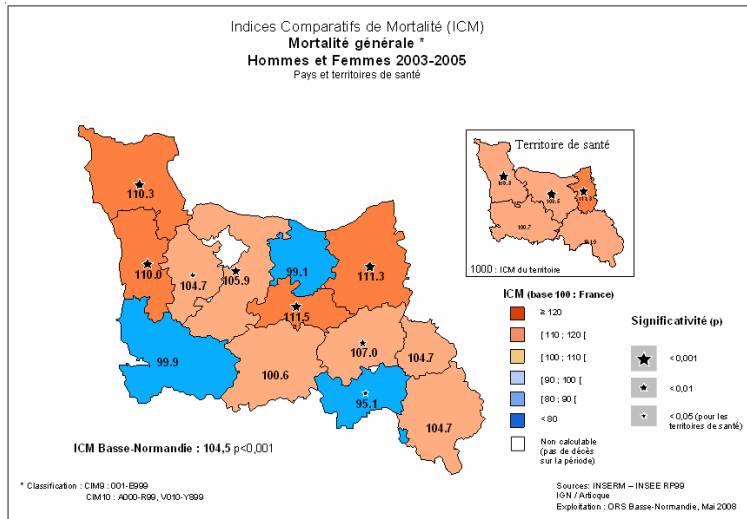 Indices Comparatifs de Mortalité (ICM)
Mortalité générale *
Hommes et Femmes 2003-2005
Pays et territoires de santé
Territoire de santé
100.7
1000 : ICM du territoire
110.3
110.0
104.7
105.9
99.1
111.3
111.5
99.9
100.6
107.0
104.7
95.1
104.7
ICM (base 100 : France)
≥ 120
[ 110 ; 120 [
[ 100 ; 110 [
[ 90 ; 100 [
[ 80 ; 90 [
< 80
Non calculable
(pas de décès
sur la période)
Significativité (p)
<0,001
<0,01
<0,05 (pour les
territoires de santé)
ICM Basse-Normandie : 104,5 p<0,001
* Classification : CIM9 : 001-E999
CIM10 : A000-R99, V010-Y899
Sources: INSERM – INSEE RP99
IGN / Articque
Exploitation : ORS Basse-Normandie, Mai 2008